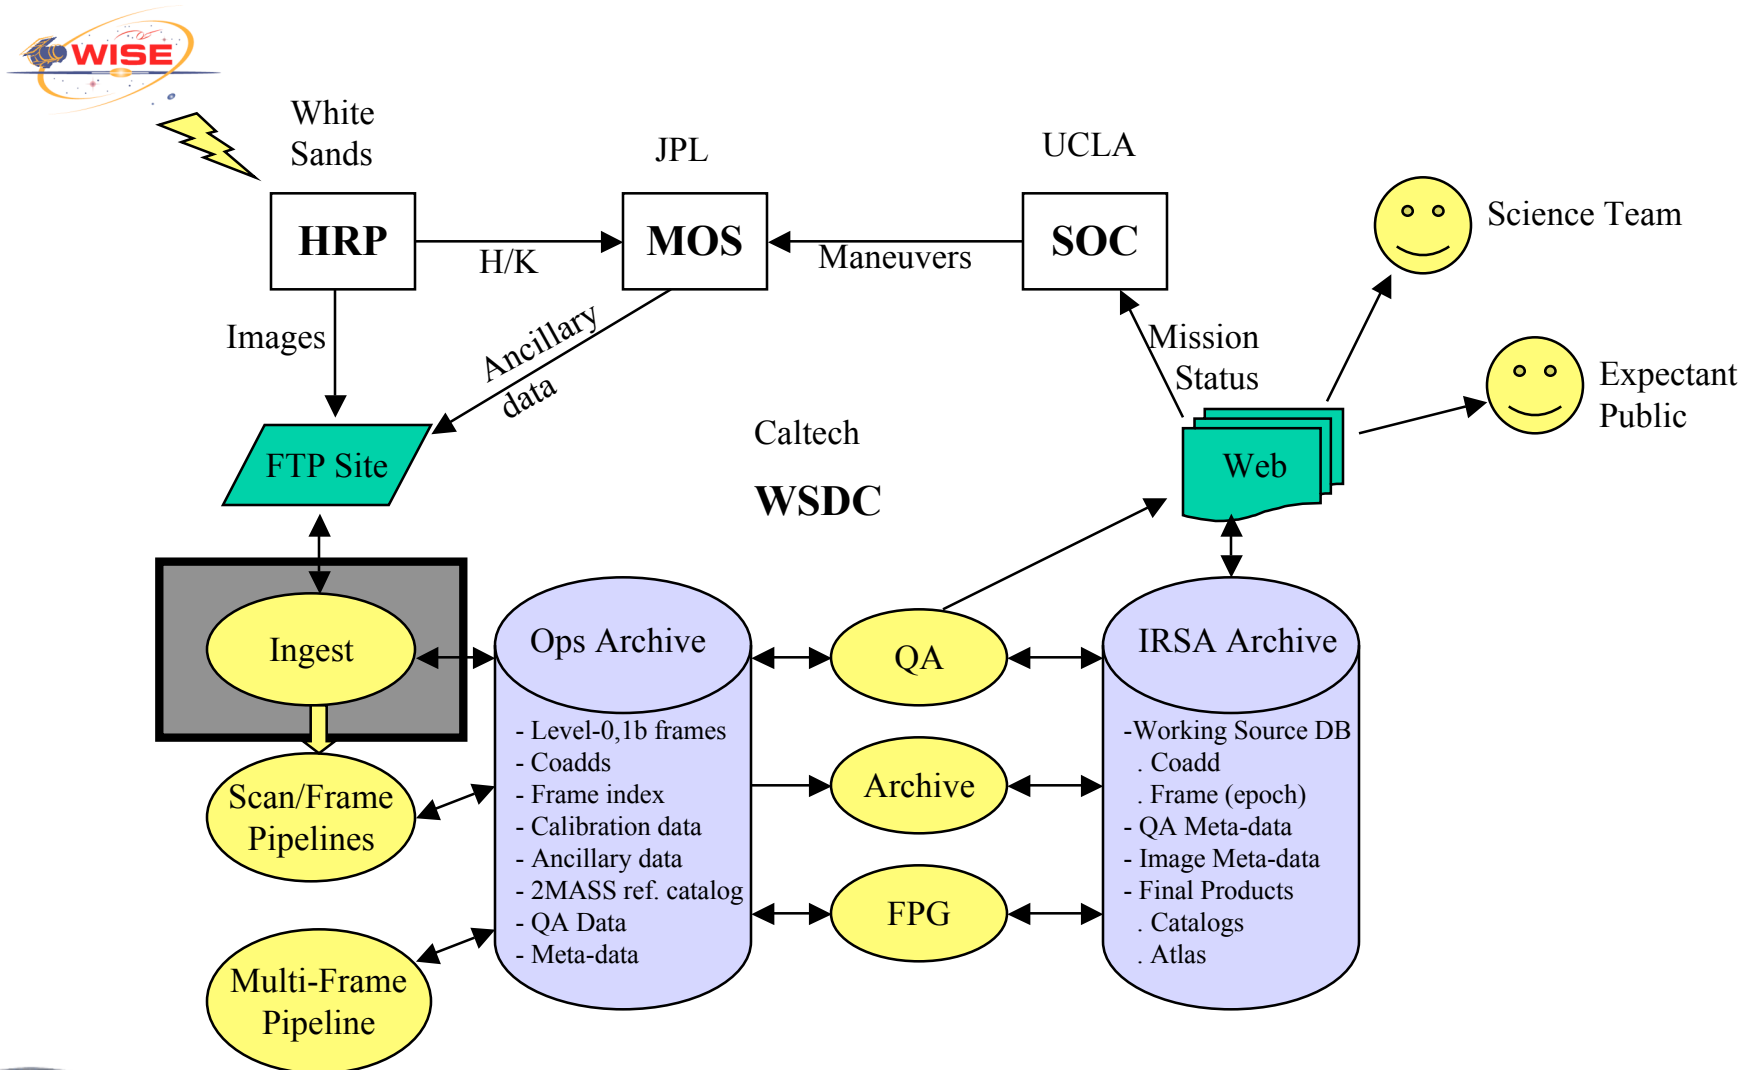 WISE
White
Sands
JPL
UCLA
HRP
MOS
SOC
Science Team
H/K
Maneuvers
Images
Ancillary
data
Mission
Status
Expectant
Public
FTP Site
Caltech
WSDC
Web
Ingest
Ops Archive
QA
IRSA Archive
- Level-0,1b frames
- Coadds
- Frame index
- Calibration data
- Ancillary data
- 2MASS ref. catalog
- QA Data
- Meta-data
-Working Source DB
. Coadd
. Frame (epoch)
- QA Meta-data
- Image Meta-data
- Final Products
. Catalogs
. Atlas
Scan/Frame
Pipelines
Archive
FPG
Multi-Frame
Pipeline